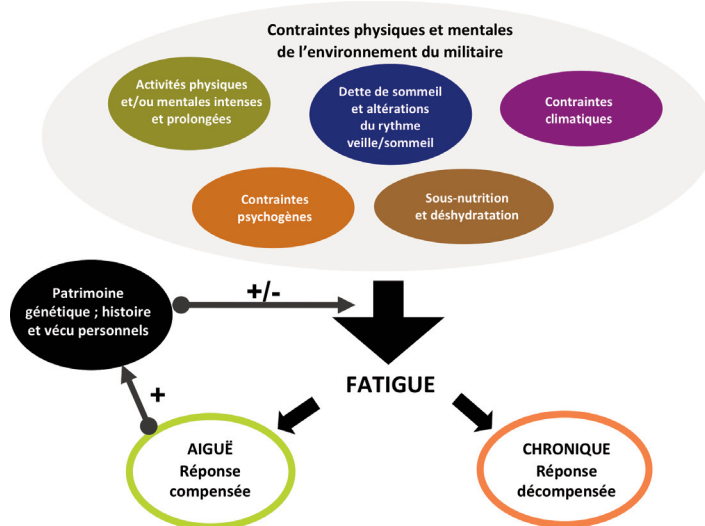 Contraintes physiques et mentales
de l'environnement du militaire
Activités physiques
et/ou mentales intenses
et prolongées
Dette de sommeil
et altérations
du rythme
veille/sommeil
Contraintes
climatiques
Contraintes
psychogènes
Sous-nutrition
et déshydratation
Patrimoine
génétique ; histoire
et vécu personnels
+/-
FATIGUE
+
AIGUË
Réponse
compensée
CHRONIQUE
Réponse
décompensée